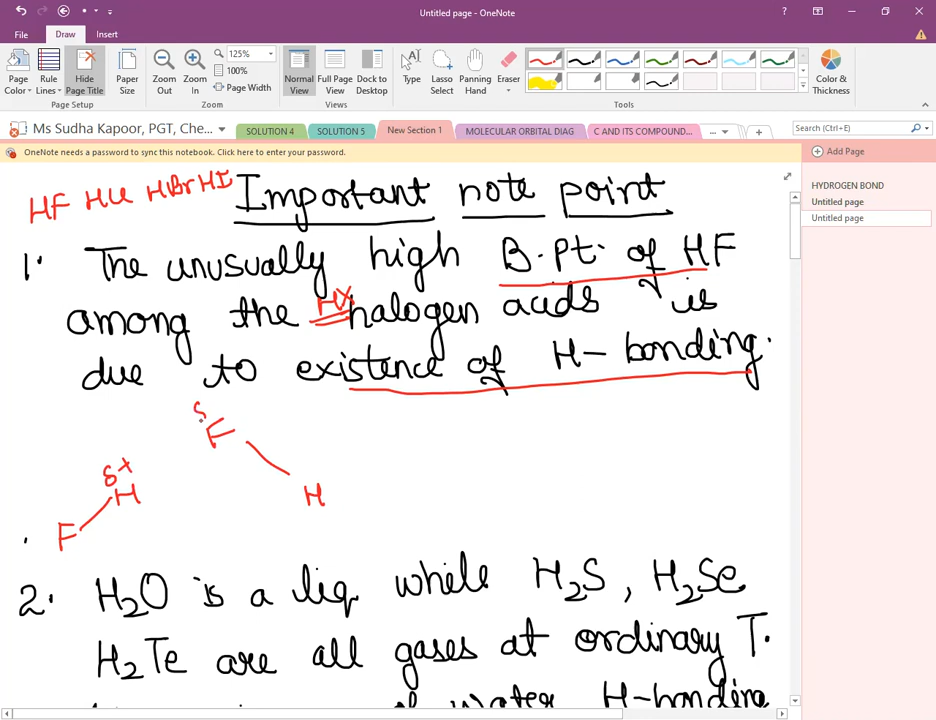 Untitled page - OneNote
File Draw Insert
Page Color Rule Lines Hide Page Title Paper Size Zoom Out Zoom In 125% 100% Page Width Normal View Full Page View Dock to Desktop Type Lasso Select Panning Hand Eraser Color & Thickness
Page Setup Zoom Views Tools
Ms Sudha Kapoor, PGT, Che... SOLUTION 4 SOLUTION 5 New Section 1 MOLECULAR ORBITAL DIAG C AND ITS COMPOUND... ... Search (Ctrl+E)
OneNote needs a password to sync this notebook. Click here to enter your password.
Add Page
HYDROGEN BOND
Untitled page
Untitled page
HF HCl HBr HI
Important note point
1. The unusually high B.Pt. of HF
HX
among the halogen acids is
due to existence of H- bonding.
F
δ+
H H
F
2. H2O is a liq while H2S, H2Se
H2Te are all gases at ordinary T.
water H-bonding